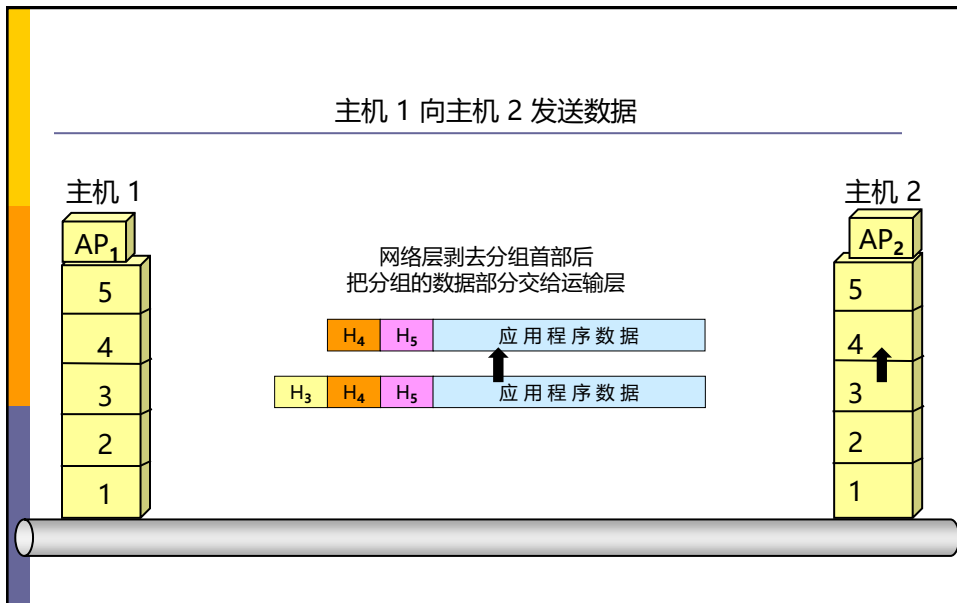 主机 1 向主机 2 发送数据
主机 1
主机 2
AP₁
AP₂
网络层剥去分组首部后
把分组的数据部分交给运输层
5
4
3
2
1
H₄ H₅ 应用程序数据
H₃ H₄ H₅ 应用程序数据
5
4
3
2
1